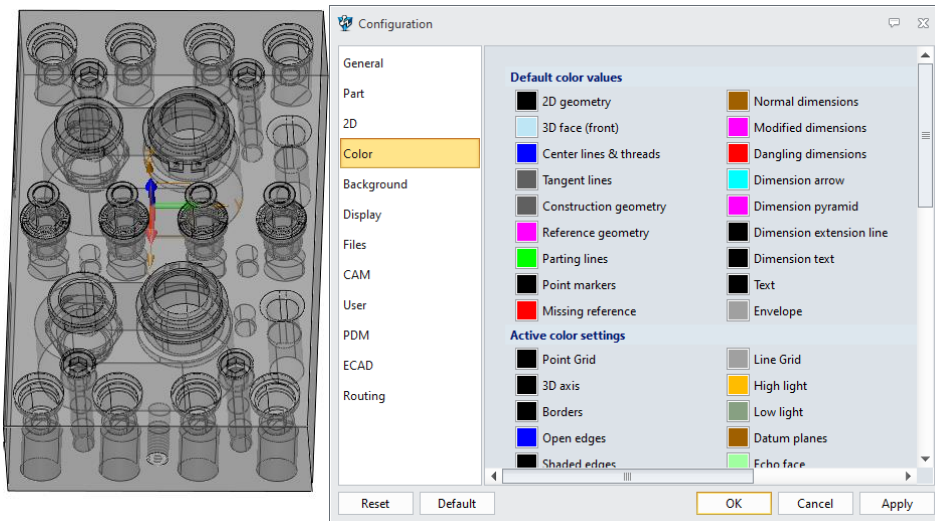 Configuration
General
Part
2D
Color
Background
Display
Files
CAM
User
PDM
ECAD
Routing
Default color values
2D geometry
Normal dimensions
3D face (front)
Modified dimensions
Center lines & threads
Dangling dimensions
Tangent lines
Dimension arrow
Construction geometry
Dimension pyramid
Reference geometry
Dimension extension line
Parting lines
Dimension text
Point markers
Text
Missing reference
Envelope
Active color settings
Point Grid
Line Grid
3D axis
High light
Borders
Low light
Open edges
Datum planes
Shaded edges
Echo face
Reset
Default
OK
Cancel
Apply